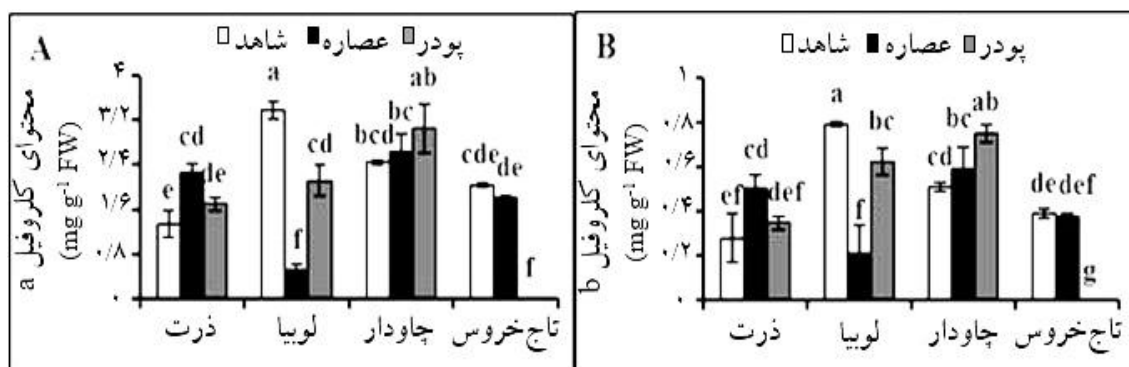 A
شاهد عصاره پودر
محتوای کلروفیل a
(mg g⁻¹ FW)
۴
۳/۲
۲/۴
۱/۶
۰/۸
۰
e cd de
a f cd
bcd bc ab
cde de f
ذرت لوبیا چاودار تاج‌خروس
B
شاهد عصاره پودر
محتوای کلروفیل b
(mg g⁻¹ FW)
۱
۰/۸
۰/۶
۰/۴
۰/۲
۰
ef cd def
a f bc
cd bc ab
de def g
ذرت لوبیا چاودار تاج‌خروس